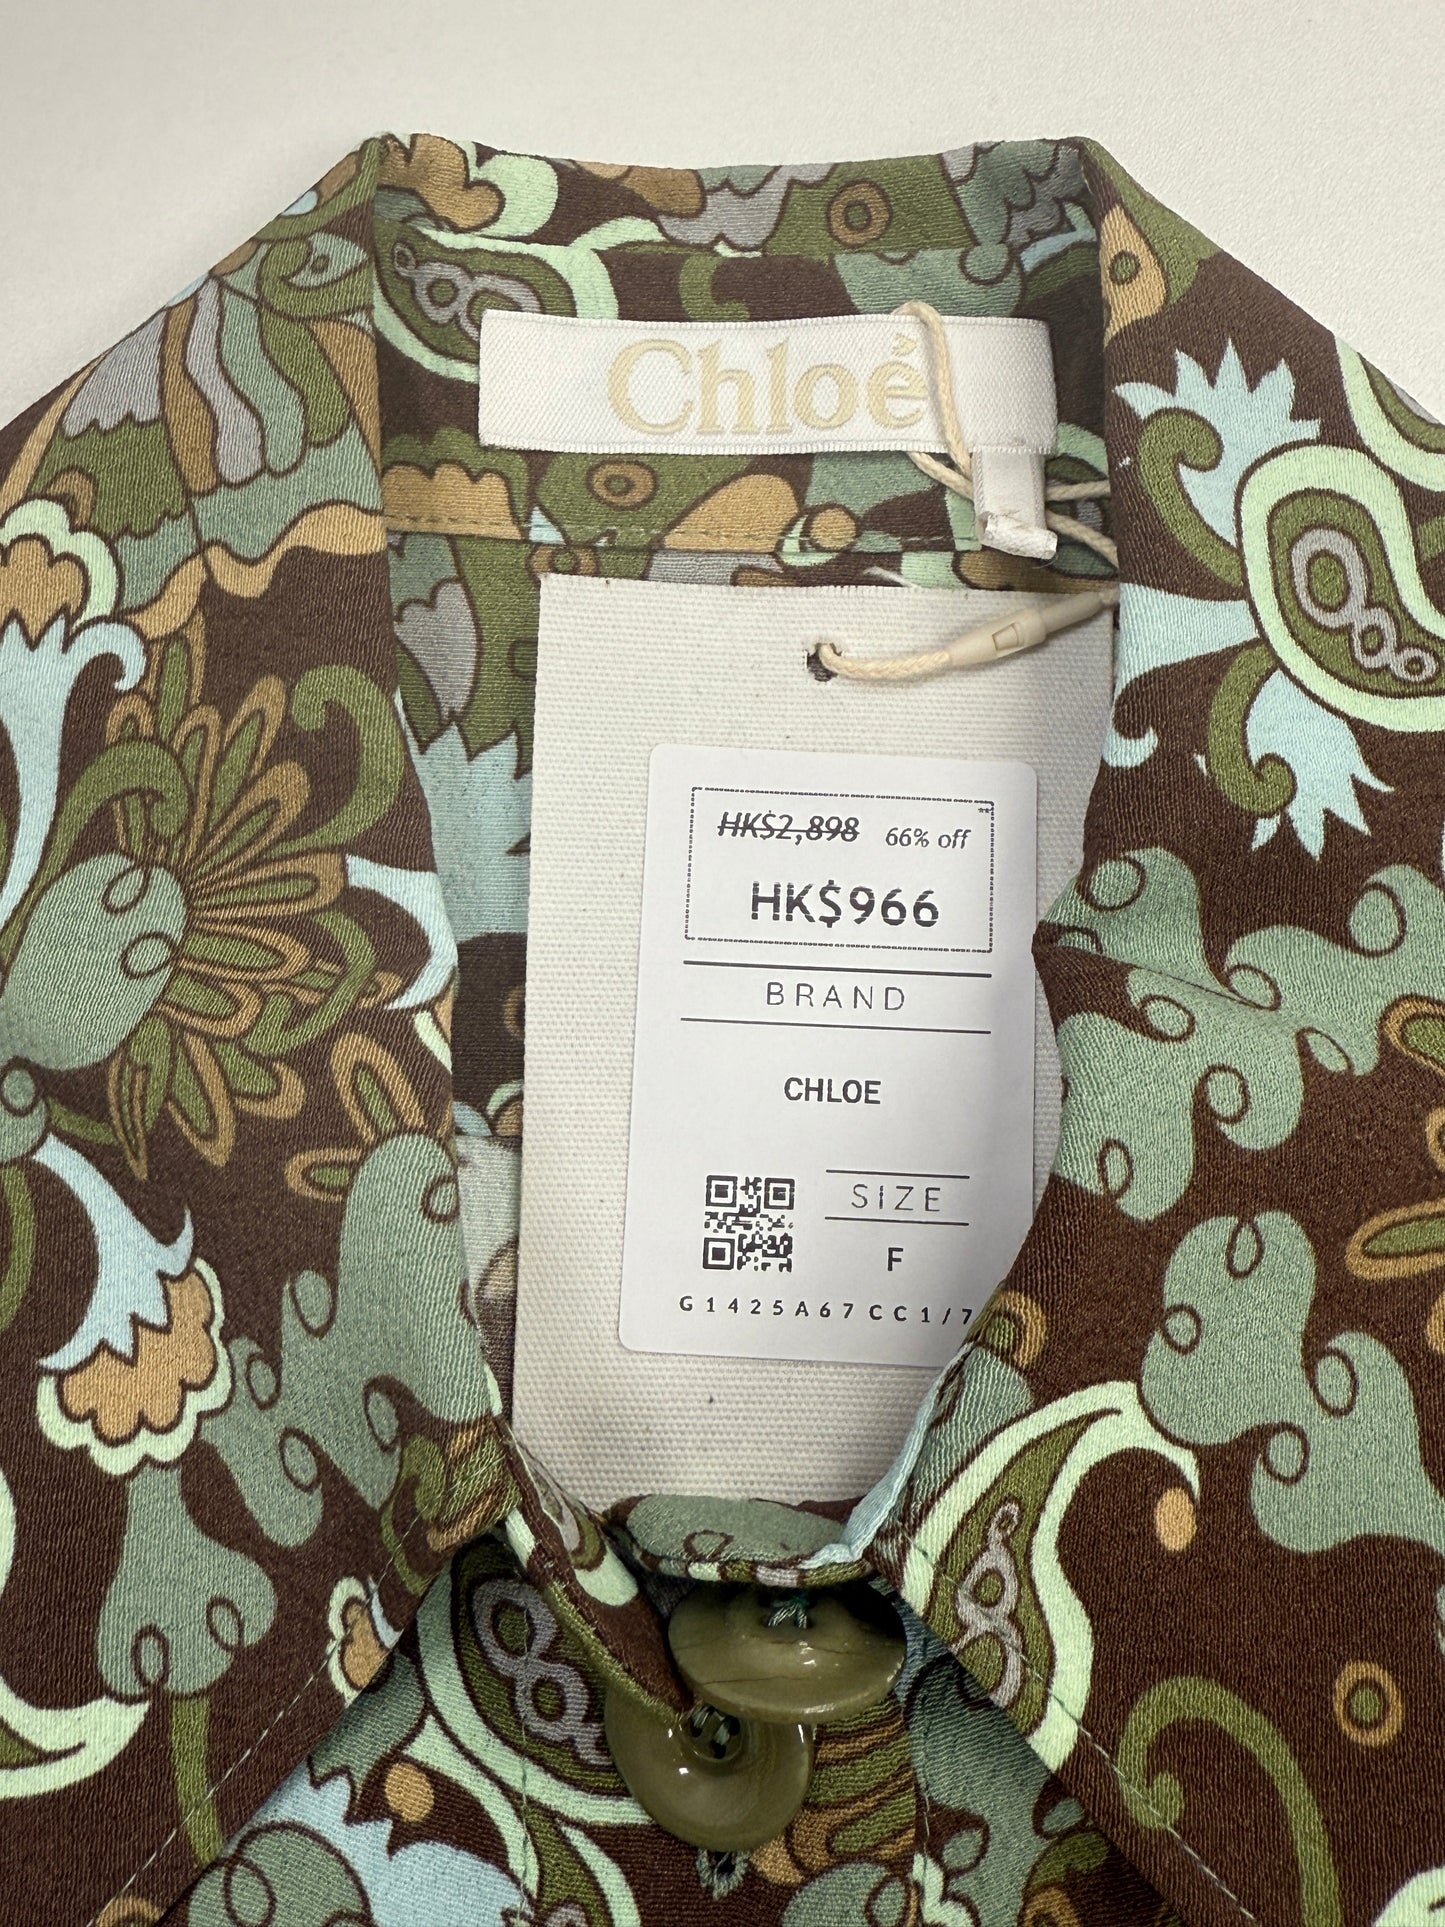 Chloé
HK$2,898 66% off **
HK$966
BRAND
CHLOE
SIZE
F
G1425A67CC1/7